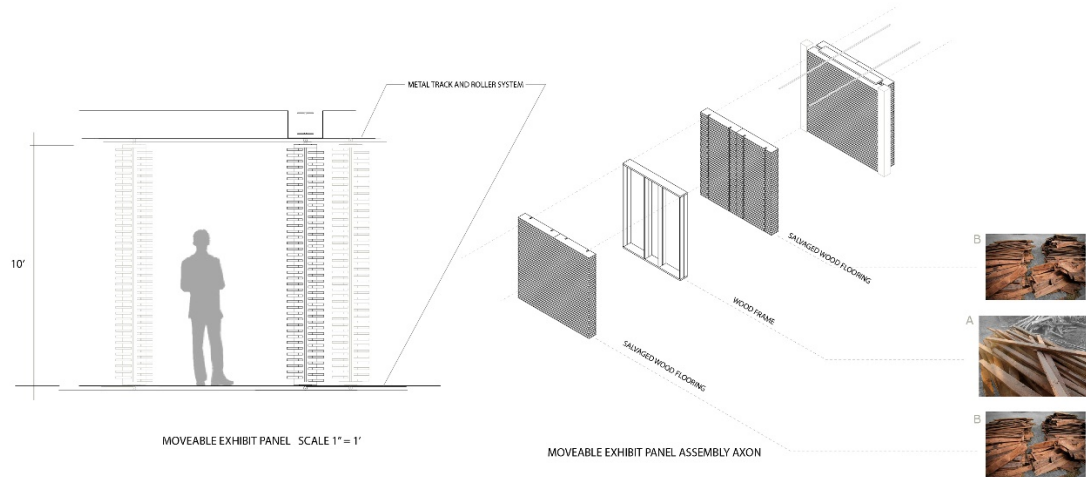 METAL TRACK AND ROLLER SYSTEM
10'
MOVEABLE EXHIBIT PANEL SCALE 1" = 1'
SALVAGED WOOD FLOORING
WOOD FRAME
SALVAGED WOOD FLOORING
B
A
B
MOVEABLE EXHIBIT PANEL ASSEMBLY AXON